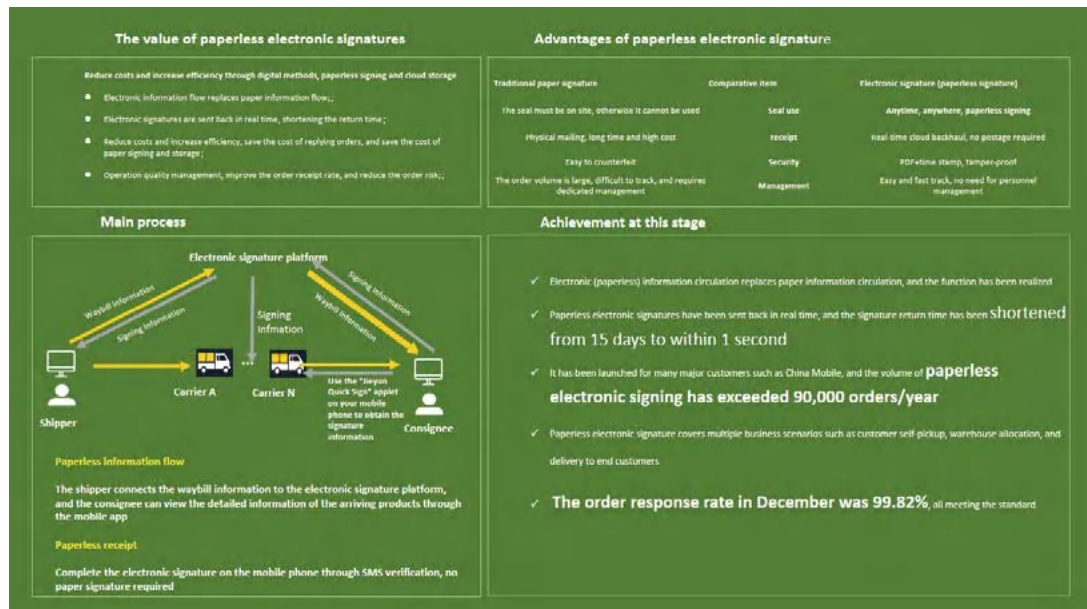 The value of paperless electronic signatures
Reduce costs and increase efficiency through digital methods, paperless signing and cloud storage
Electronic information flow replaces paper information flow;;
Electronic signatures are sent back in real time, shortening the return time;
Reduce costs and increase efficiency, save the cost of replying orders, and save the cost of
paper signing and storage;
Operation quality management, improve the order receipt rate, and reduce the order risk;;
Advantages of paperless electronic signature
Traditional paper signature Comparative item Electronic signature (paperless signature)
The seal must be on site, otherwise it cannot be used Seal use Anytime, anywhere, paperless signing
Physical mailing, long time and high cost receipt Real-time cloud backhaul, no postage required
Easy to counterfeit Security PDF+time stamp, tamper-proof
The order volume is large, difficult to track, and requires
dedicated management Management Easy and fast track, no need for personnel
management
Main process
Electronic signature platform
Waybill Information
Signing Information
Signing
Infmation
Waybill Information
Signing Information
Shipper
Carrier A
...
Carrier N
Use the "Jieyun
Quick Sign" applet
on your mobile
phone to obtain the
signature
information
Consignee
Paperless information flow
The shipper connects the waybill information to the electronic signature platform,
and the consignee can view the detailed information of the arriving products through
the mobile app
Paperless receipt
Complete the electronic signature on the mobile phone through SMS verification, no
paper signature required
Achievement at this stage
Electronic (paperless) information circulation replaces paper information circulation, and the function has been realized
Paperless electronic signatures have been sent back in real time, and the signature return time has been shortened
from 15 days to within 1 second
It has been launched for many major customers such as China Mobile, and the volume of paperless
electronic signing has exceeded 90,000 orders/year
Paperless electronic signature covers multiple business scenarios such as customer self-pickup, warehouse allocation, and
delivery to end customers
The order response rate in December was 99.82%, all meeting the standard